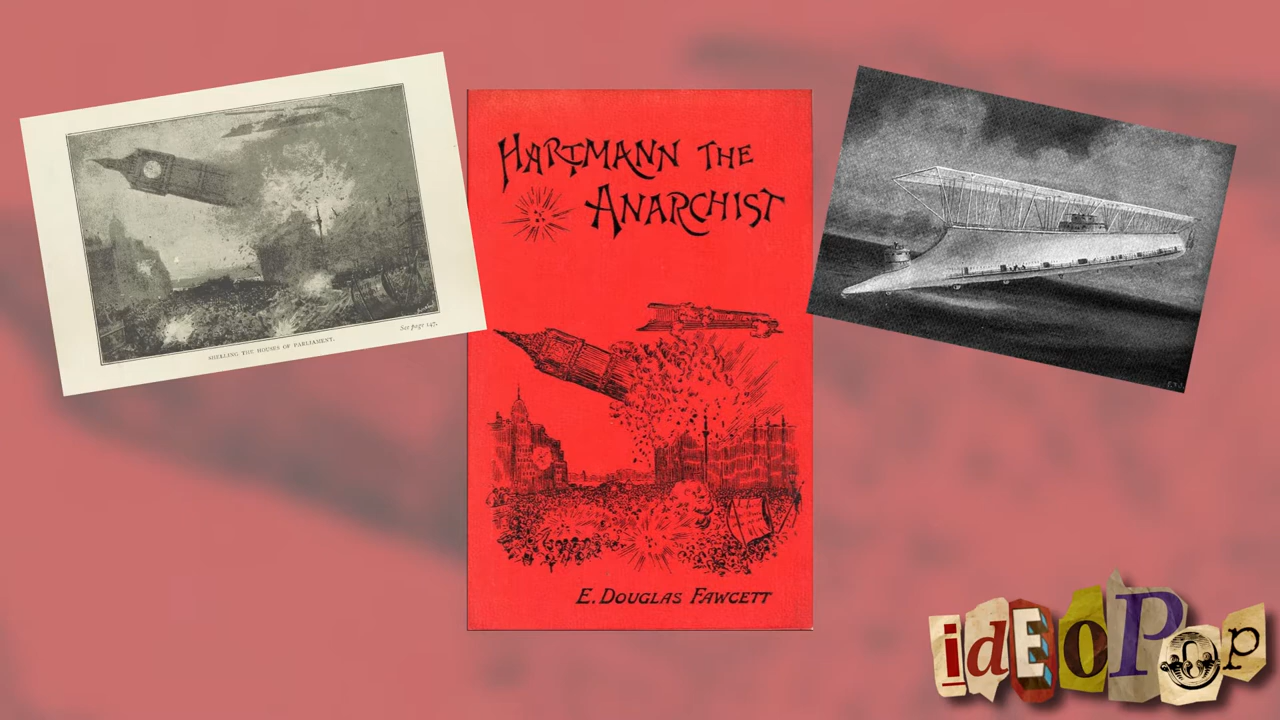 See page 147.
SHELLING THE HOUSES OF PARLIAMENT.
HARTMANN THE
ANARCHIST
E. DOUGLAS FAWCETT
idEOPOP